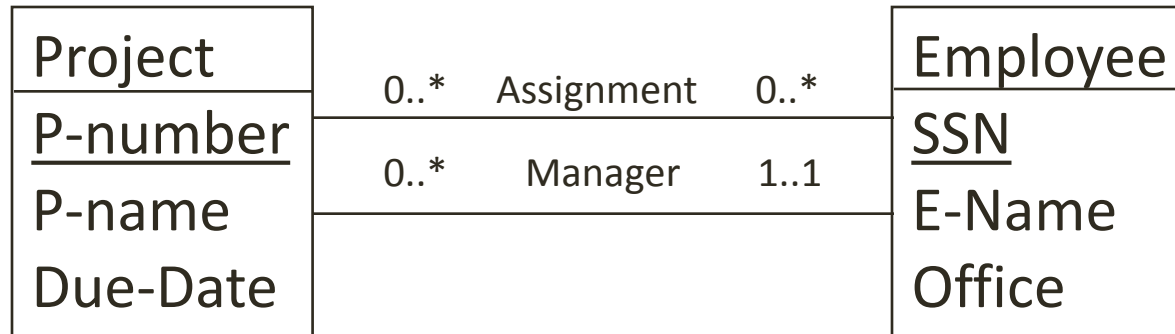 Project
P-number
P-name
Due-Date
0..* Assignment 0..*
0..* Manager 1..1
Employee
SSN
E-Name
Office